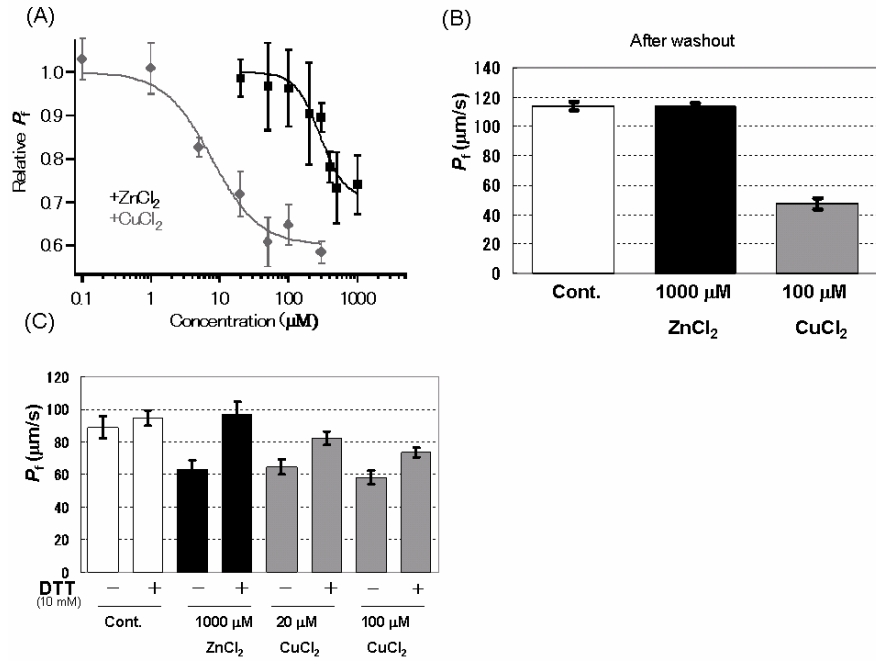 (A)
Relative Pf
1.0
0.9
0.8
0.7
0.6
+ZnCl2
+CuCl2
0.1
1
10
100
1000
Concentration (μM)
(B)
After washout
Pf (μm/s)
140
120
100
80
60
40
20
0
Cont.
1000 μM
ZnCl2
100 μM
CuCl2
(C)
Pf (μm/s)
120
100
80
60
40
20
0
DTT − + − + − + − +
(10 mM)
Cont.
1000 μM
ZnCl2
20 μM
CuCl2
100 μM
CuCl2